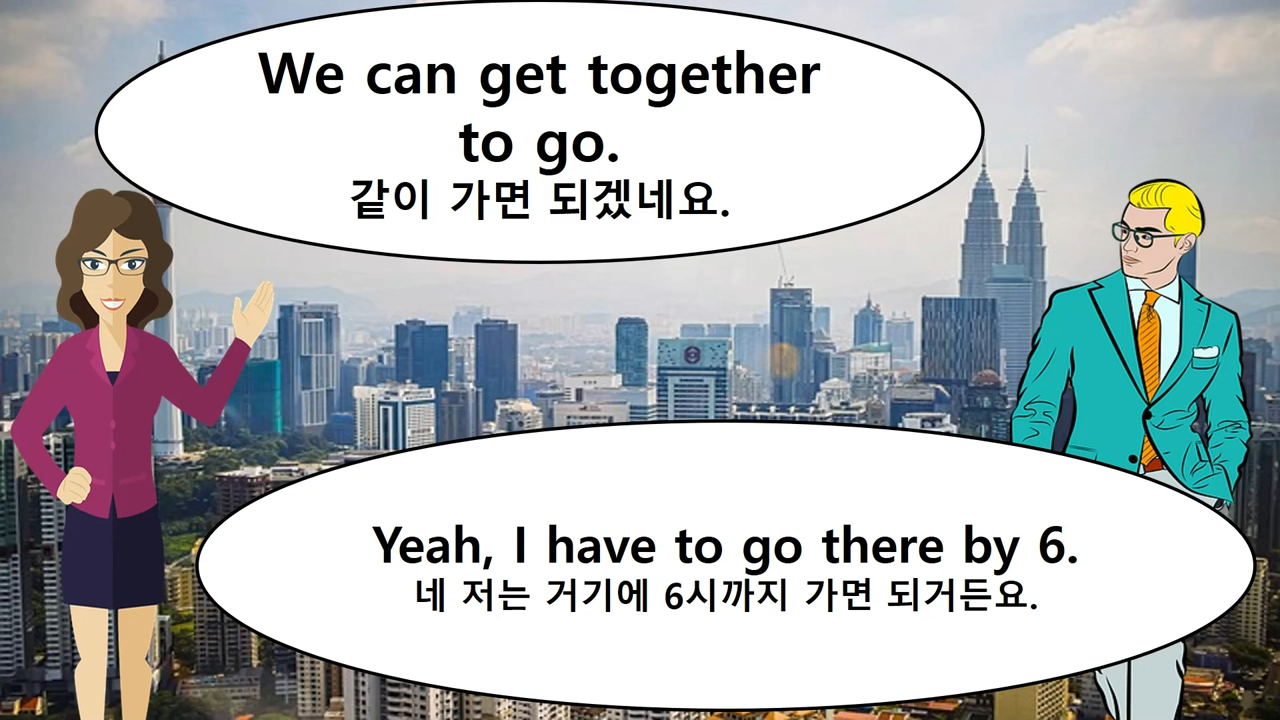 We can get together
to go.
같이 가면 되겠네요.
Yeah, I have to go there by 6.
네 저는 거기에 6시까지 가면 되거든요.